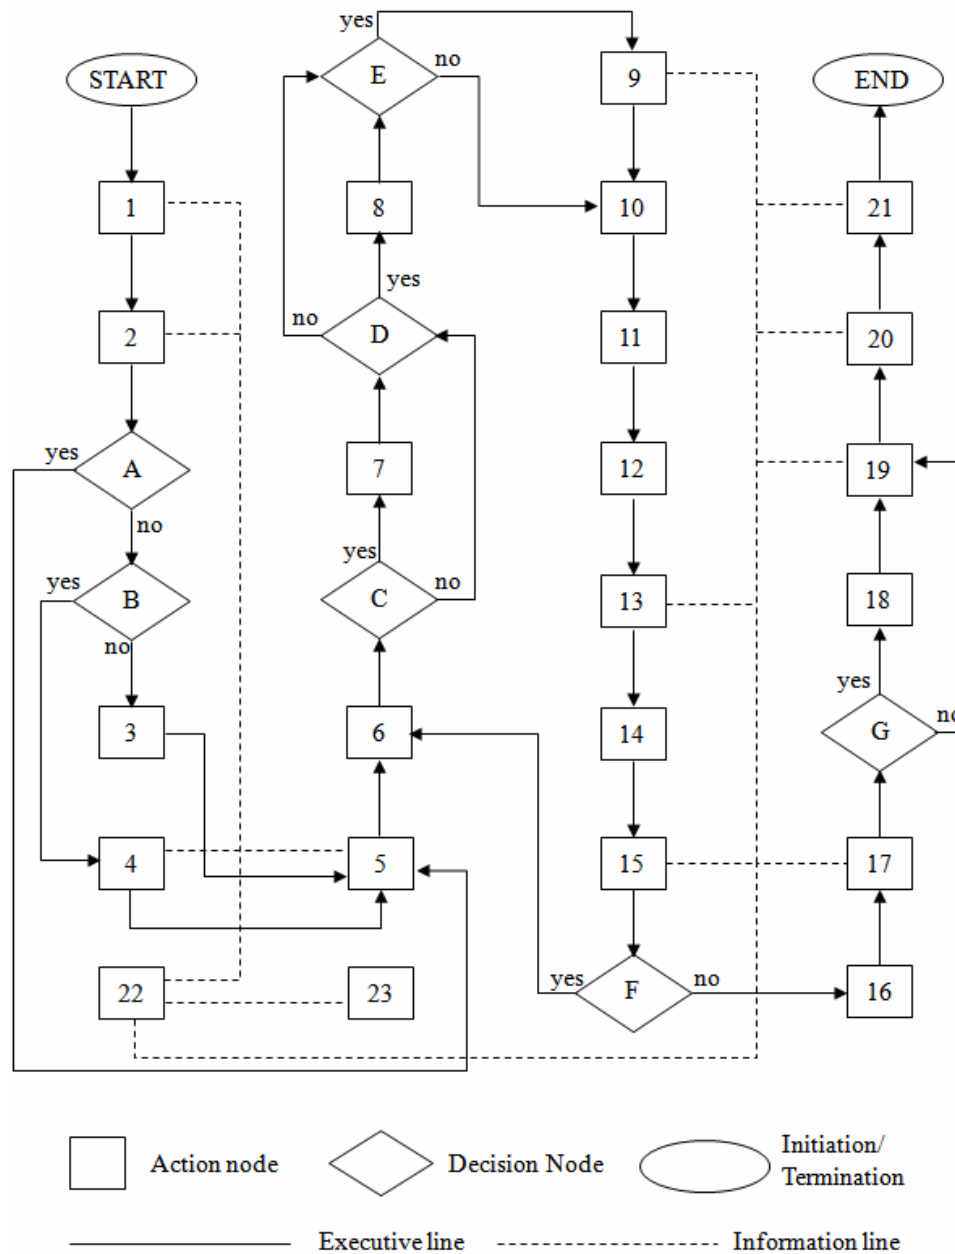 START
1
2
yes
A
no
yes
B
no
3
4
5
22
23
yes
E
no
8
yes
no
D
7
yes
no
C
6
9
10
11
12
13
14
15
yes
F
no
END
21
20
19
18
yes
G
no
17
16
Action node
Decision Node
Initiation/
Termination
Executive line
Information line